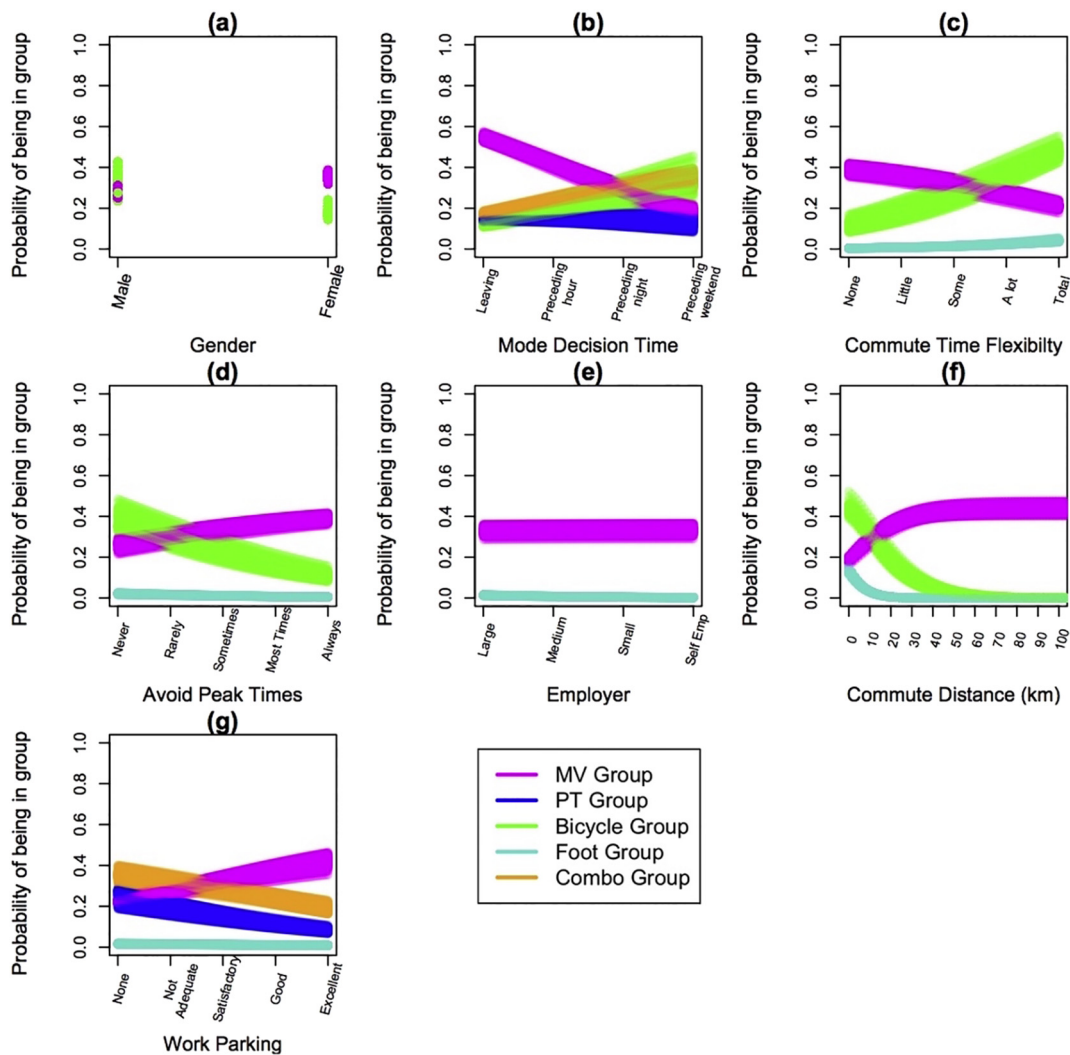 (a)
Probability of being in group
0.0 0.2 0.4 0.6 0.8 1.0
Male
Female
Gender
(b)
Probability of being in group
0.0 0.2 0.4 0.6 0.8 1.0
Leaving
Preceding
hour
Preceding
night
Preceding
weekend
Mode Decision Time
(c)
Probability of being in group
0.0 0.2 0.4 0.6 0.8 1.0
None
Little
Some
A lot
Total
Commute Time Flexibilty
(d)
Probability of being in group
0.0 0.2 0.4 0.6 0.8 1.0
Never
Rarely
Sometimes
Most Times
Always
Avoid Peak Times
(e)
Probability of being in group
0.0 0.2 0.4 0.6 0.8 1.0
Large
Medium
Small
Self Emp
Employer
(f)
Probability of being in group
0.0 0.2 0.4 0.6 0.8 1.0
0 10 20 30 40 50 60 70 80 90 100
Commute Distance (km)
(g)
Probability of being in group
0.0 0.2 0.4 0.6 0.8 1.0
None
Not
Adequate
Satisfactory
Good
Excellent
Work Parking
MV Group
PT Group
Bicycle Group
Foot Group
Combo Group